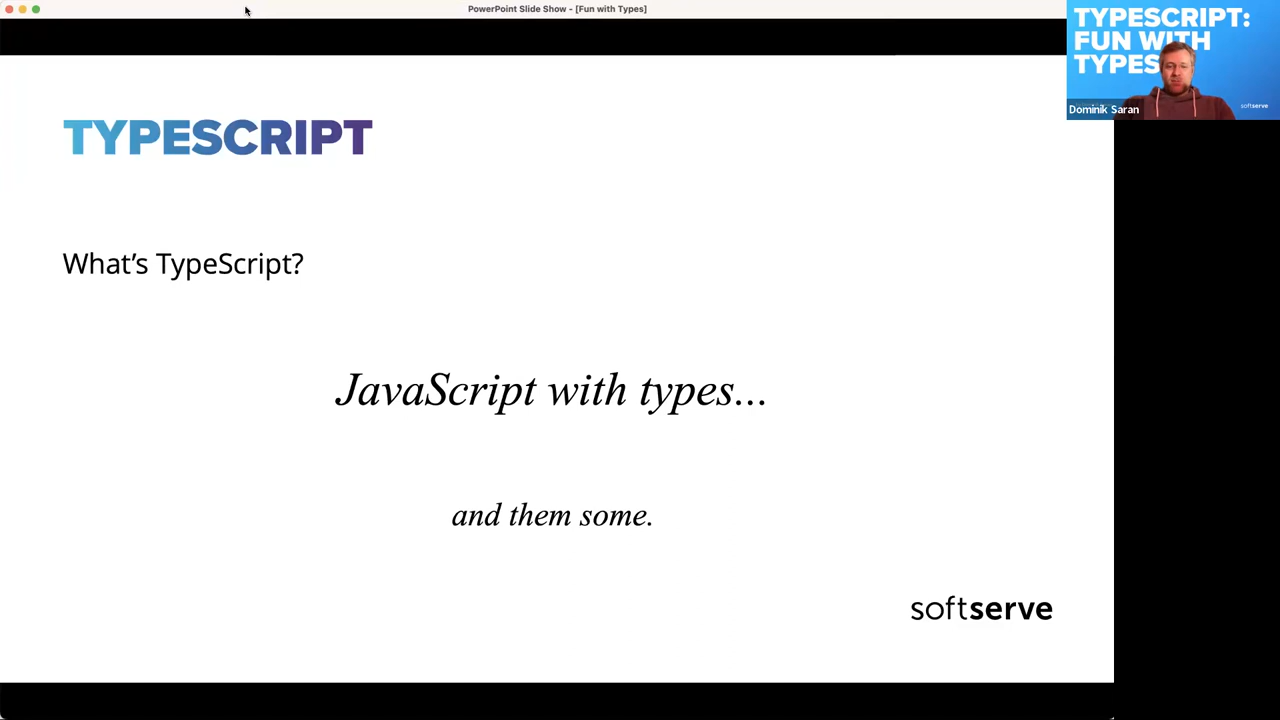 PowerPoint Slide Show - [Fun with Types]
TYPESCRIPT:
FUN WITH
TYPES
Dominik Saran
softserve
TYPESCRIPT
What's TypeScript?
JavaScript with types...
and them some.
softserve